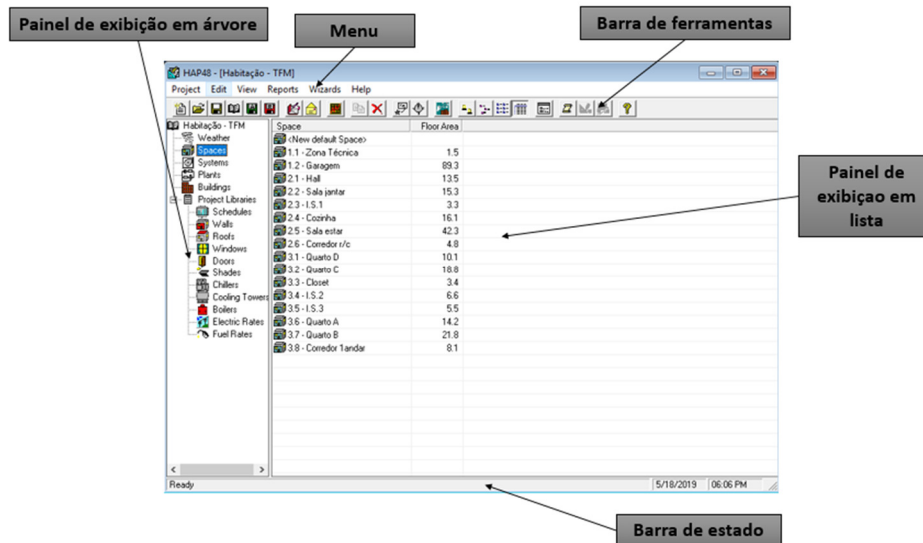 Painel de exibição em árvore
Menu
Barra de ferramentas
HAP48 - [Habitação - TFM]
Project Edit View Reports Wizards Help
Habitação - TFM
Weather
Spaces
Systems
Plants
Buildings
Project Libraries
Schedules
Walls
Roofs
Windows
Doors
Shades
Chillers
Cooling Towers
Boilers
Electric Rates
Fuel Rates
Space Floor Area
<New default Space>
1.1 - Zona Técnica 1.5
1.2 - Garagem 89.3
2.1 - Hall 13.5
2.2 - Sala jantar 15.3
2.3 - I.S.1 3.3
2.4 - Cozinha 16.1
2.5 - Sala estar 42.3
2.6 - Corredor r/c 4.8
3.1 - Quarto D 10.1
3.2 - Quarto C 18.8
3.3 - Closet 3.4
3.4 - I.S.2 6.6
3.5 - I.S.3 5.5
3.6 - Quarto A 14.2
3.7 - Quarto B 21.8
3.8 - Corredor 1andar 8.1
Painel de
exibiçao em
lista
Ready 5/18/2019 06:06 PM
Barra de estado